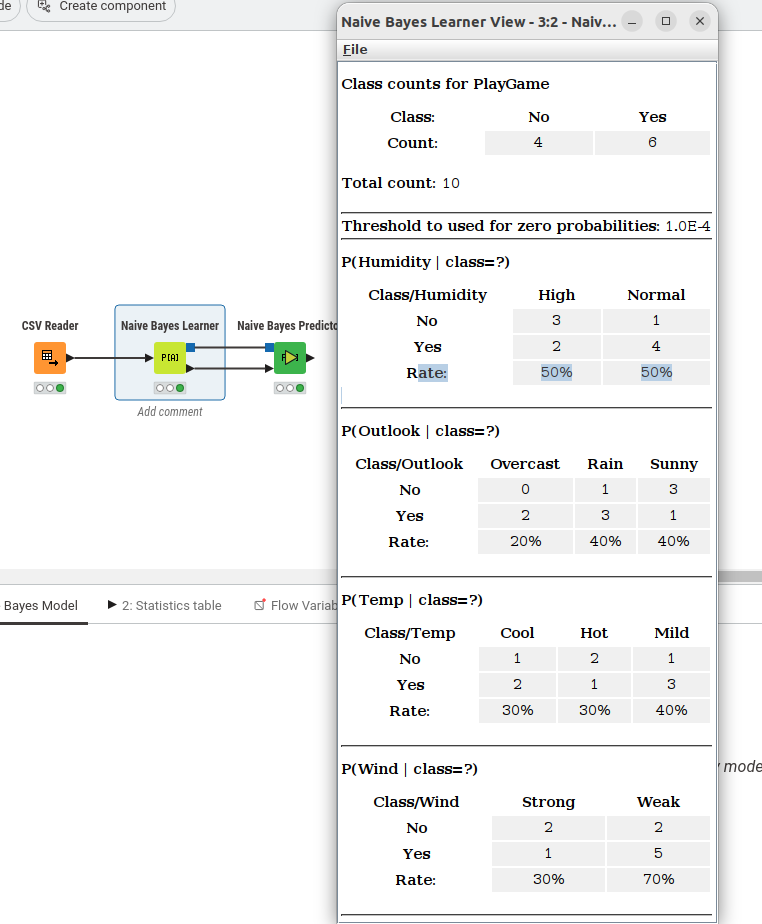 de
Create component
CSV Reader
Naive Bayes Learner
Naive Bayes Predicto
P[A]
Add comment
Bayes Model
2: Statistics table
Flow Variab
Naive Bayes Learner View - 3:2 - Naiv...
File
Class counts for PlayGame
Class: No Yes
Count: 4 6
Total count: 10
Threshold to used for zero probabilities: 1.0E-4
P(Humidity | class=?)
Class/Humidity High Normal
No 3 1
Yes 2 4
Rate: 50% 50%
P(Outlook | class=?)
Class/Outlook Overcast Rain Sunny
No 0 1 3
Yes 2 3 1
Rate: 20% 40% 40%
P(Temp | class=?)
Class/Temp Cool Hot Mild
No 1 2 1
Yes 2 1 3
Rate: 30% 30% 40%
P(Wind | class=?)
Class/Wind Strong Weak
No 2 2
Yes 1 5
Rate: 30% 70%
mode